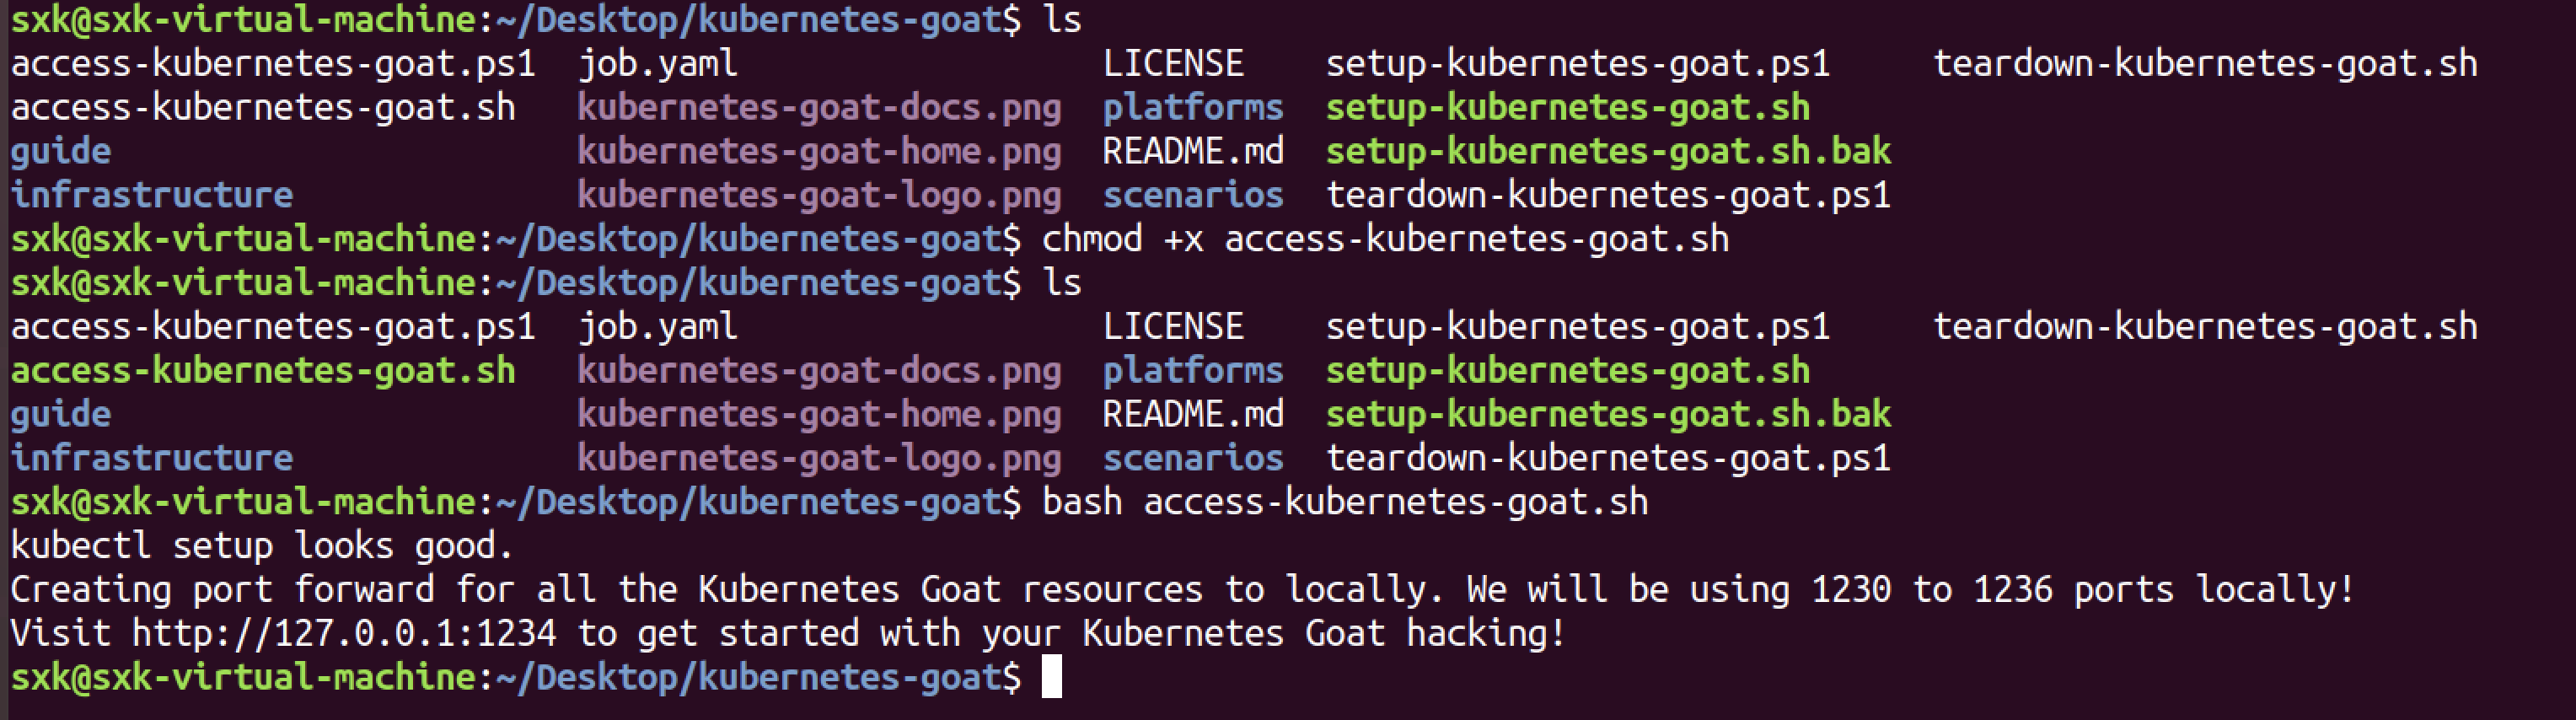 sxk@sxk-virtual-machine:~/Desktop/kubernetes-goat$ ls
access-kubernetes-goat.ps1  job.yaml                  LICENSE    setup-kubernetes-goat.ps1     teardown-kubernetes-goat.sh
access-kubernetes-goat.sh   kubernetes-goat-docs.png  platforms  setup-kubernetes-goat.sh
guide                       kubernetes-goat-home.png  README.md  setup-kubernetes-goat.sh.bak
infrastructure              kubernetes-goat-logo.png  scenarios  teardown-kubernetes-goat.ps1
sxk@sxk-virtual-machine:~/Desktop/kubernetes-goat$ chmod +x access-kubernetes-goat.sh
sxk@sxk-virtual-machine:~/Desktop/kubernetes-goat$ ls
access-kubernetes-goat.ps1  job.yaml                  LICENSE    setup-kubernetes-goat.ps1     teardown-kubernetes-goat.sh
access-kubernetes-goat.sh   kubernetes-goat-docs.png  platforms  setup-kubernetes-goat.sh
guide                       kubernetes-goat-home.png  README.md  setup-kubernetes-goat.sh.bak
infrastructure              kubernetes-goat-logo.png  scenarios  teardown-kubernetes-goat.ps1
sxk@sxk-virtual-machine:~/Desktop/kubernetes-goat$ bash access-kubernetes-goat.sh
kubectl setup looks good.
Creating port forward for all the Kubernetes Goat resources to locally. We will be using 1230 to 1236 ports locally!
Visit http://127.0.0.1:1234 to get started with your Kubernetes Goat hacking!
sxk@sxk-virtual-machine:~/Desktop/kubernetes-goat$